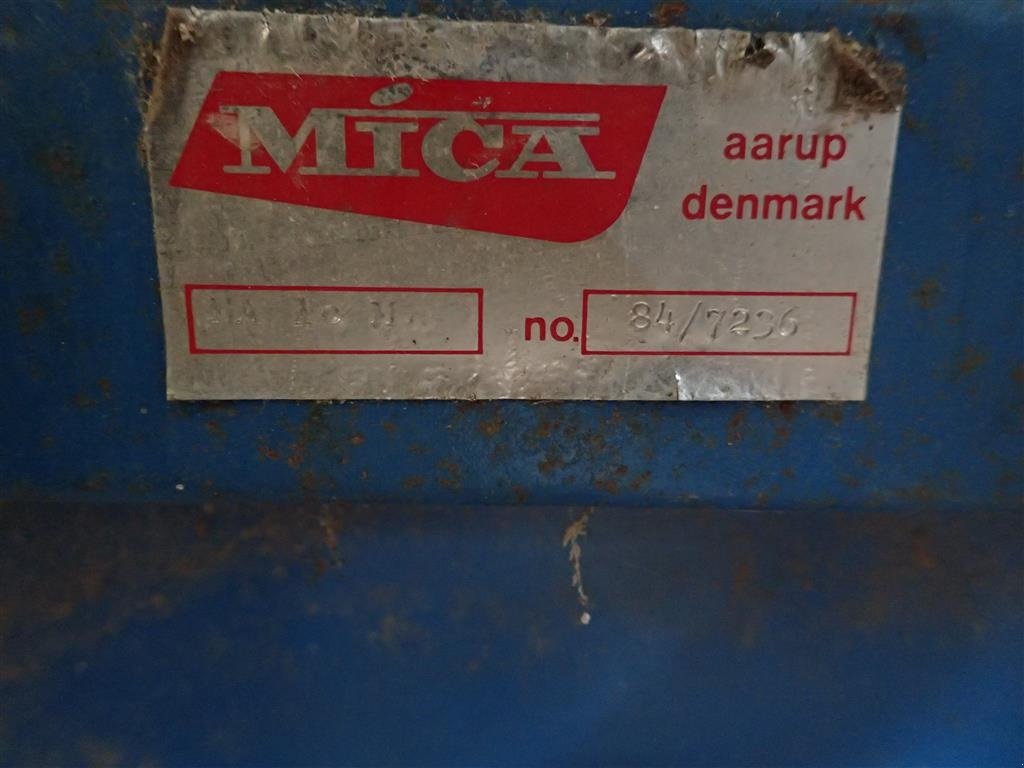 MICA
aarup
denmark
no. 84/7236